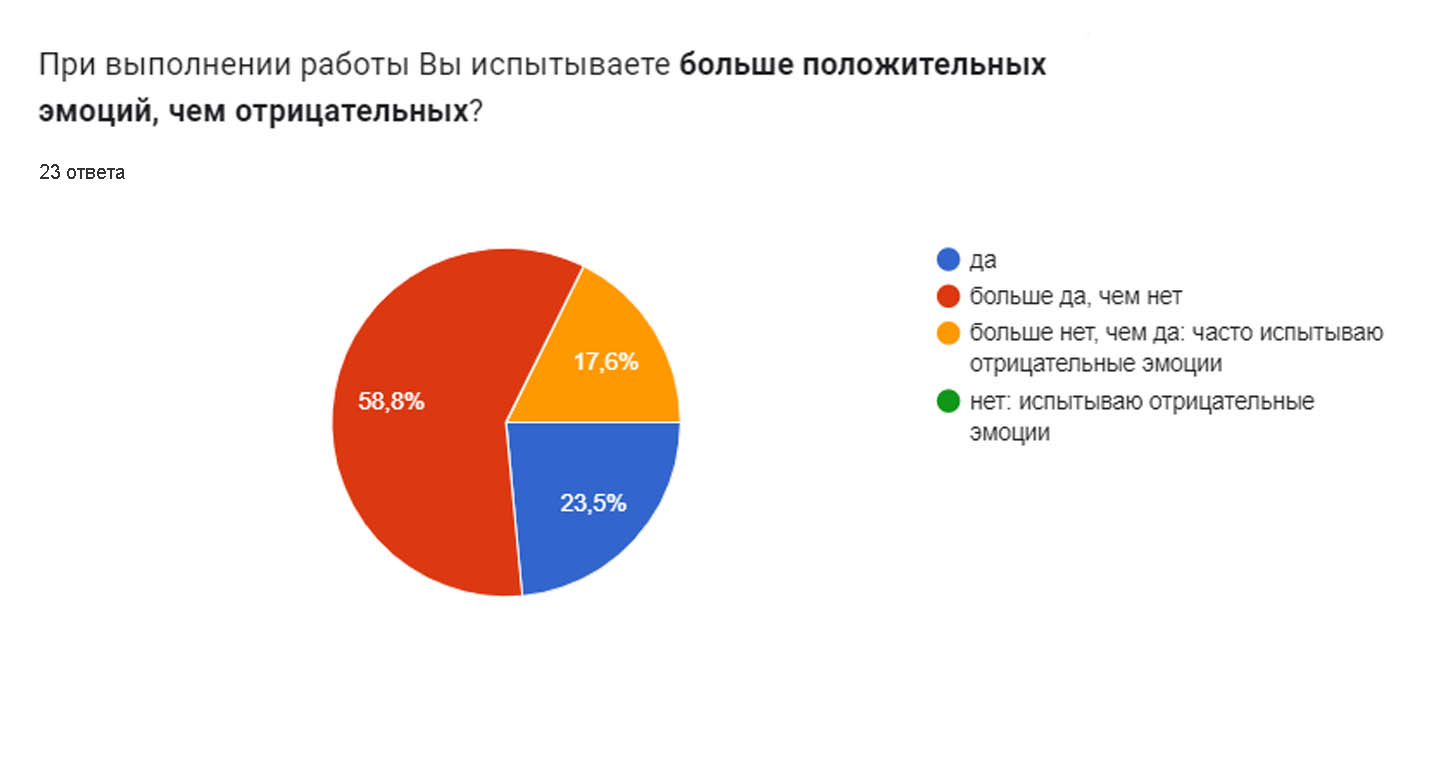 При выполнении работы Вы испытываете больше положительных
эмоций, чем отрицательных?
23 ответа
58,8%
17,6%
23,5%
да
больше да, чем нет
больше нет, чем да: часто испытываю
отрицательные эмоции
нет: испытываю отрицательные
эмоции